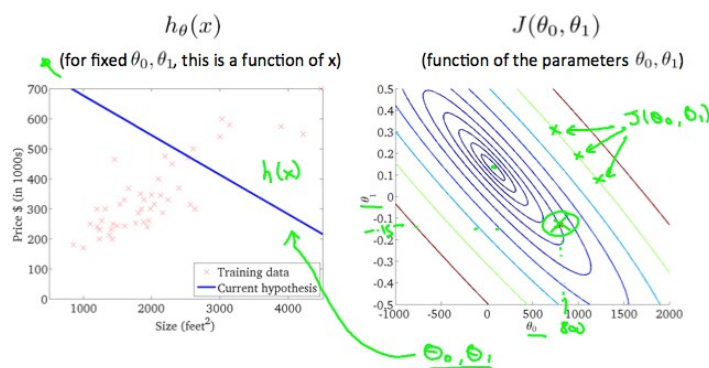 hθ(x)
(for fixed θ0, θ1, this is a function of x)
700
600
500
400
300
200
100
0
Price $ (in 1000s)
h(x)
Training data
Current hypothesis
1000 2000 3000 4000
Size (feet²)
θ0, θ1
J(θ0, θ1)
(function of the parameters θ0, θ1)
0.5
0.4
0.3
0.2
0.1
0
-0.1
-0.2
-0.3
-0.4
-0.5
θ1
-.15
J(θ0, θ1)
-1000 -500 0 500 1000 1500 2000
θ0
800